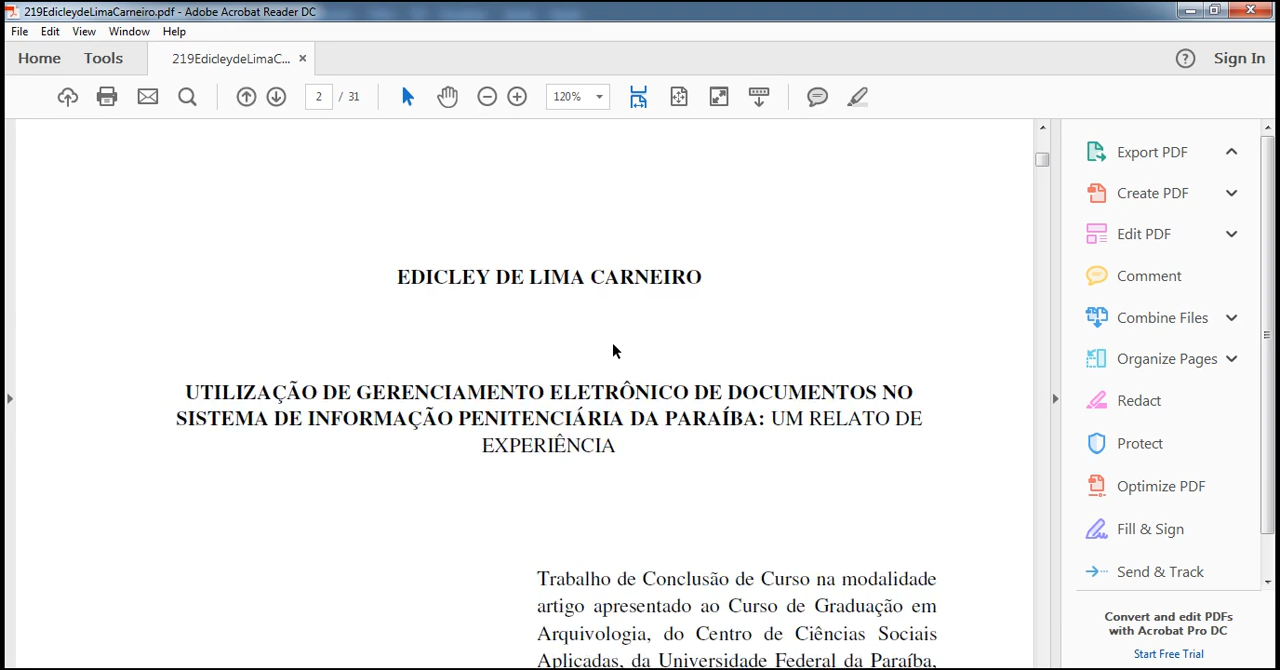 219EdicleydeLimaCarneiro.pdf - Adobe Acrobat Reader DC
File Edit View Window Help
Home Tools 219EdicleydeLimaC... × ? Sign In
2 / 31 120%
EDICLEY DE LIMA CARNEIRO
UTILIZAÇÃO DE GERENCIAMENTO ELETRÔNICO DE DOCUMENTOS NO
SISTEMA DE INFORMAÇÃO PENITENCIÁRIA DA PARAÍBA: UM RELATO DE
EXPERIÊNCIA
Trabalho de Conclusão de Curso na modalidade
artigo apresentado ao Curso de Graduação em
Arquivologia, do Centro de Ciências Sociais
Aplicadas, da Universidade Federal da Paraíba,
Export PDF
Create PDF
Edit PDF
Comment
Combine Files
Organize Pages
Redact
Protect
Optimize PDF
Fill & Sign
Send & Track
Convert and edit PDFs
with Acrobat Pro DC
Start Free Trial